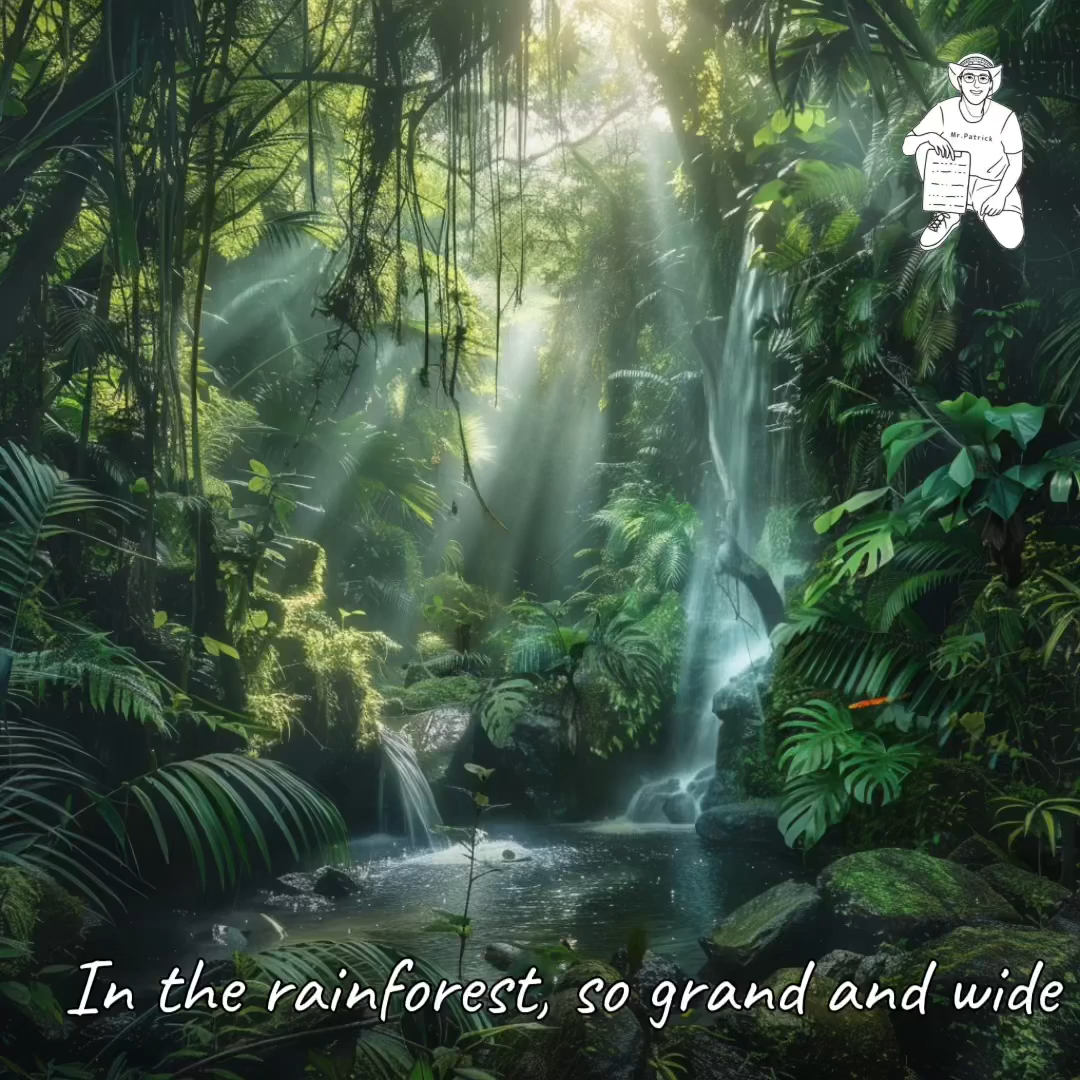 Mr.Patrick
In the rainforest, so grand and wide